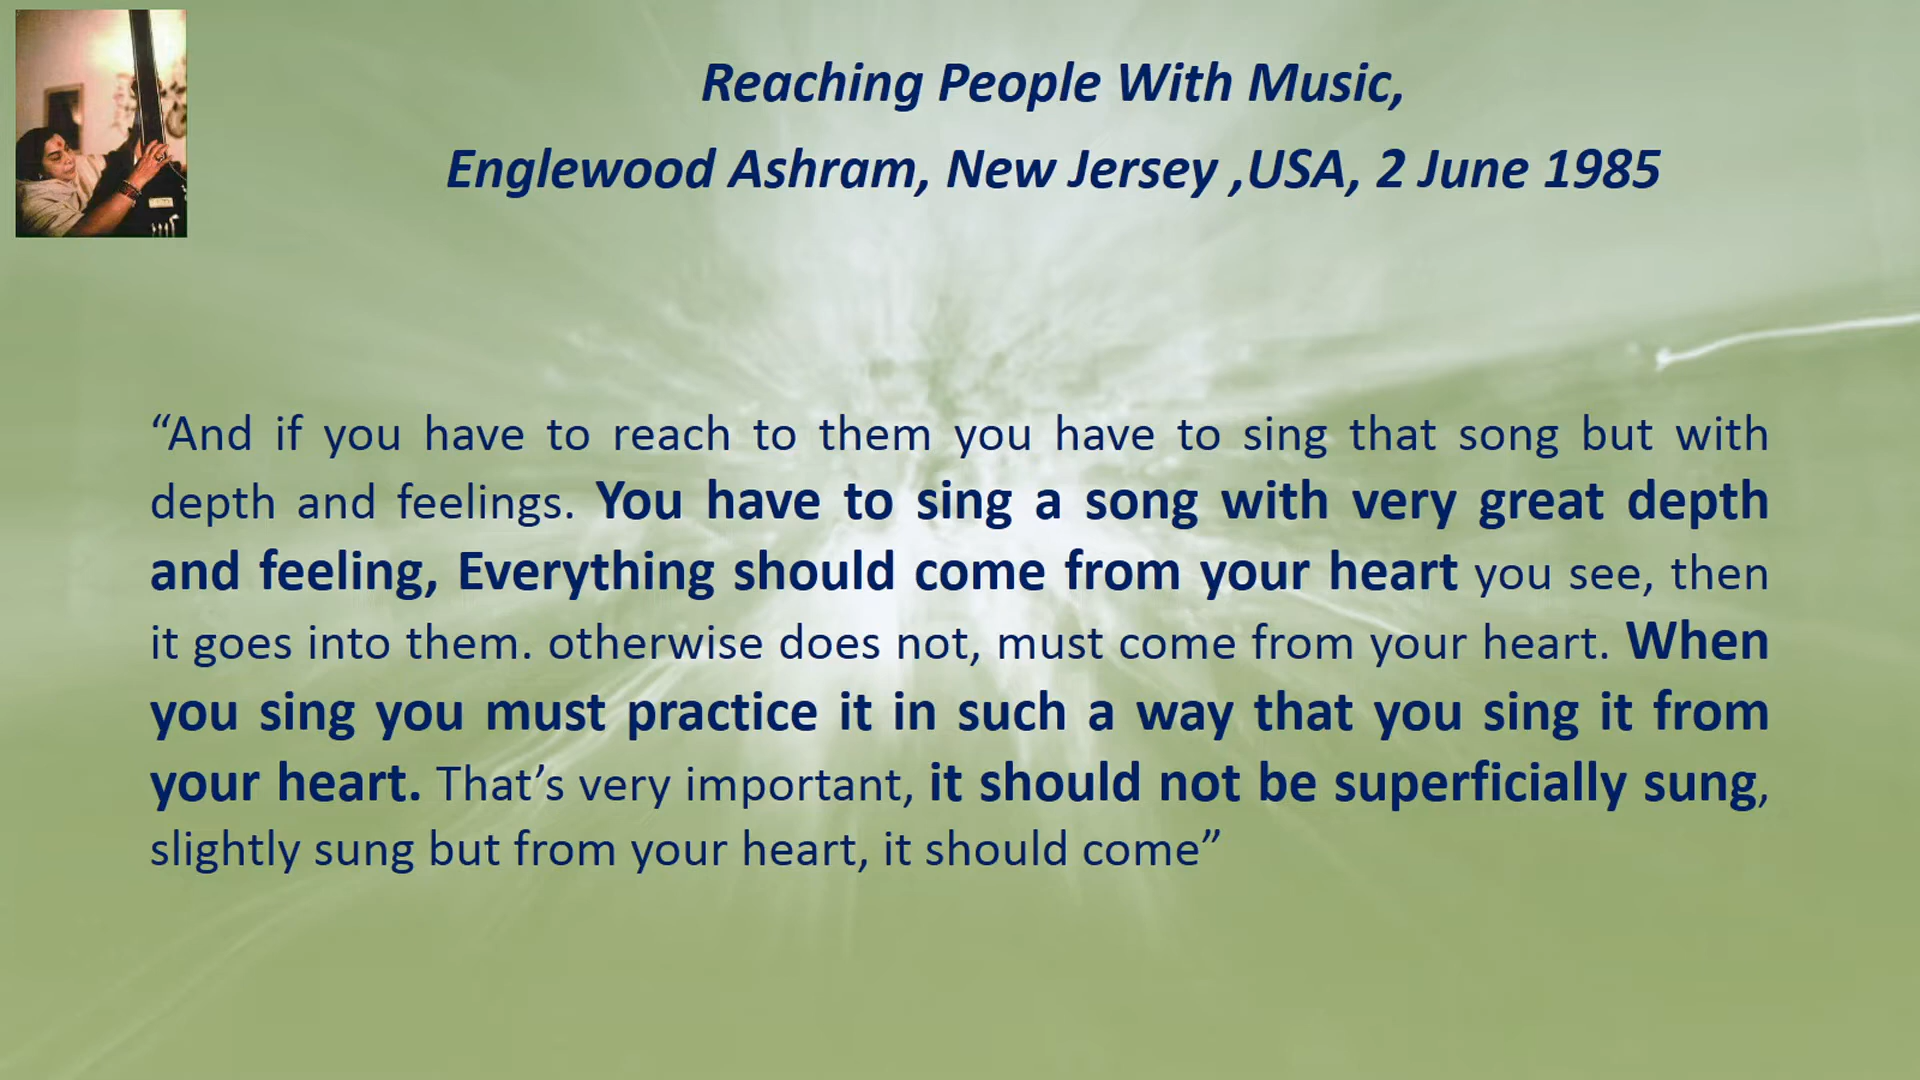 Reaching People With Music,
Englewood Ashram, New Jersey ,USA, 2 June 1985
“And if you have to reach to them you have to sing that song but with
depth and feelings. You have to sing a song with very great depth
and feeling, Everything should come from your heart you see, then
it goes into them. otherwise does not, must come from your heart. When
you sing you must practice it in such a way that you sing it from
your heart. That’s very important, it should not be superficially sung,
slightly sung but from your heart, it should come”